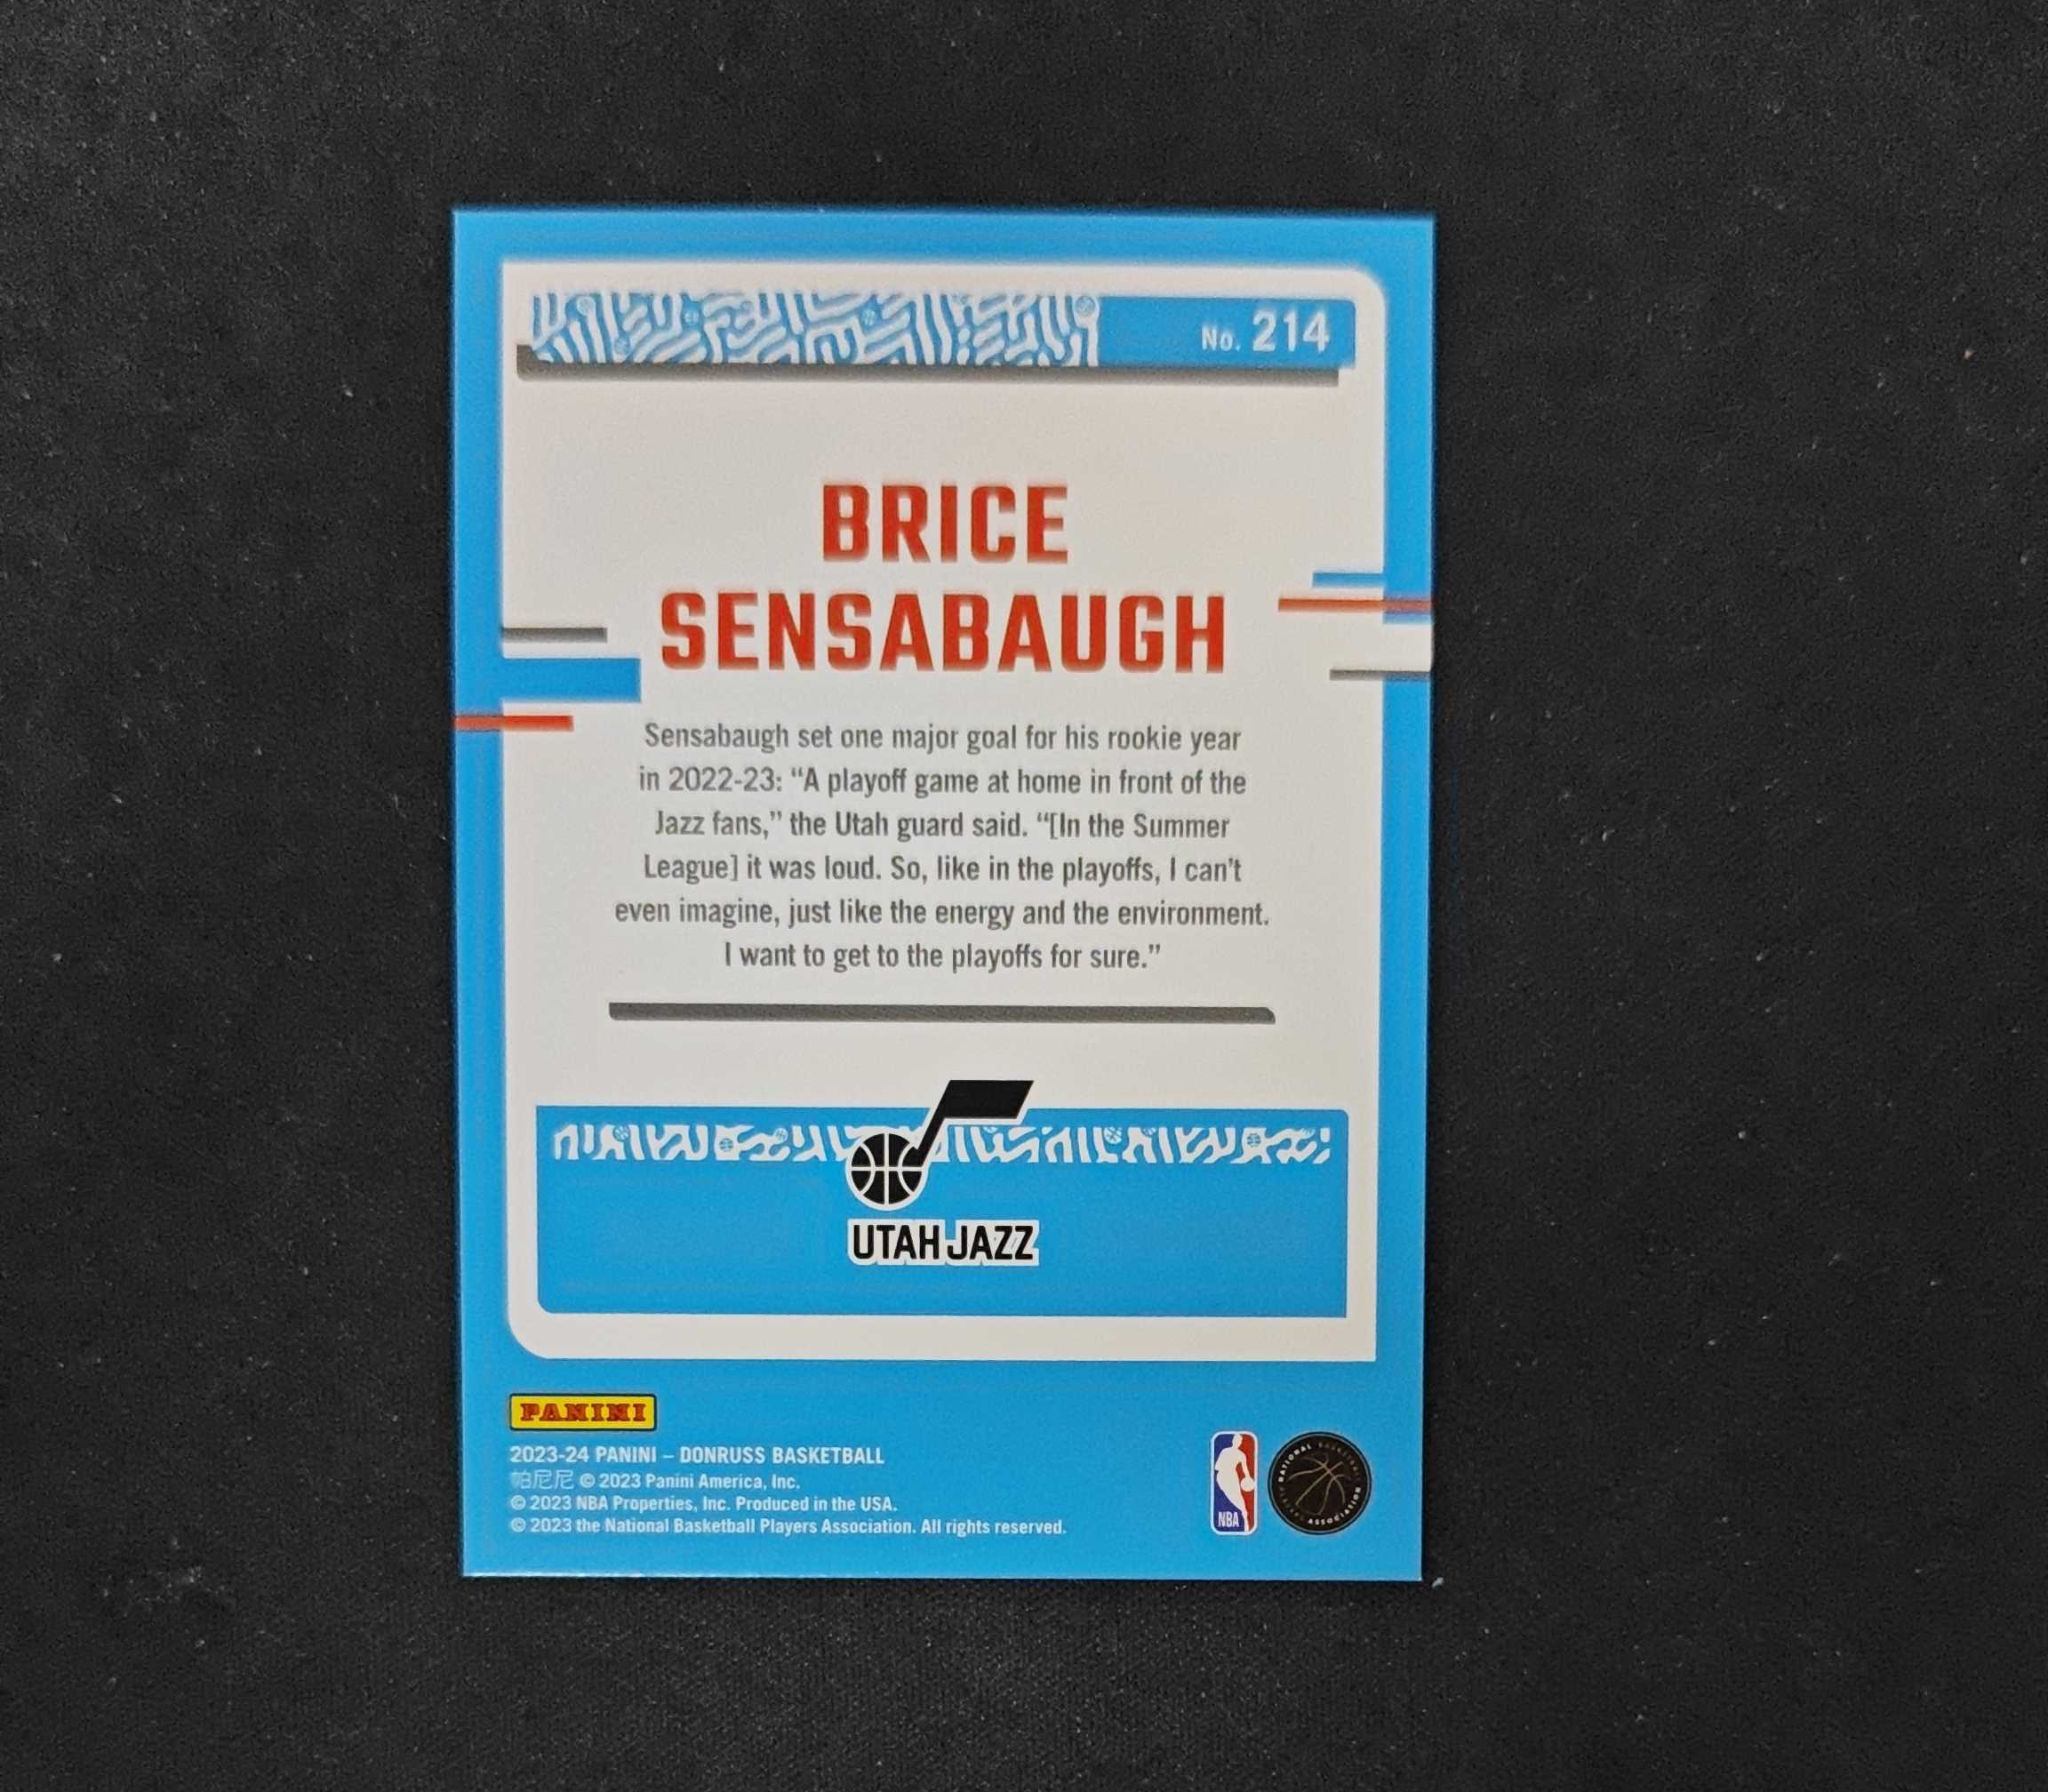 No. 214
BRICE
SENSABAUGH
Sensabaugh set one major goal for his rookie year
in 2022-23: “A playoff game at home in front of the
Jazz fans,” the Utah guard said. “[In the Summer
League] it was loud. So, like in the playoffs, I can’t
even imagine, just like the energy and the environment.
I want to get to the playoffs for sure.”
UTAH JAZZ
PANINI
2023-24 PANINI – DONRUSS BASKETBALL
帕尼尼 © 2023 Panini America, Inc.
© 2023 NBA Properties, Inc. Produced in the USA.
© 2023 the National Basketball Players Association. All rights reserved.
NBA
NATIONAL BASKETBALL PLAYERS ASSOCIATION